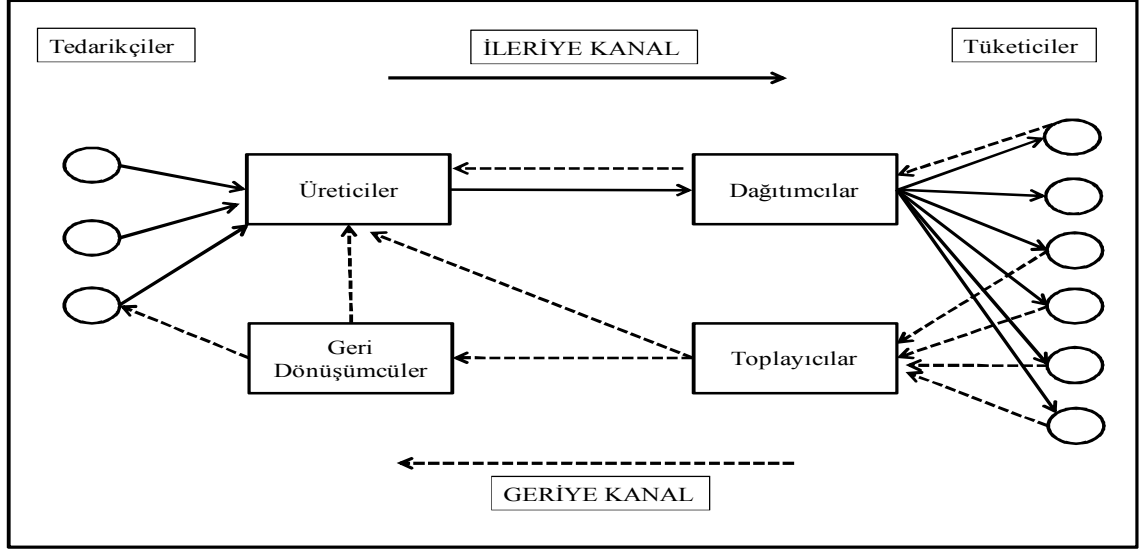 Tedarikçiler
İLERİYE KANAL
Tüketiciler
Üreticiler
Dağıtımcılar
Geri
Dönüşümcüler
Toplayıcılar
GERİYE KANAL